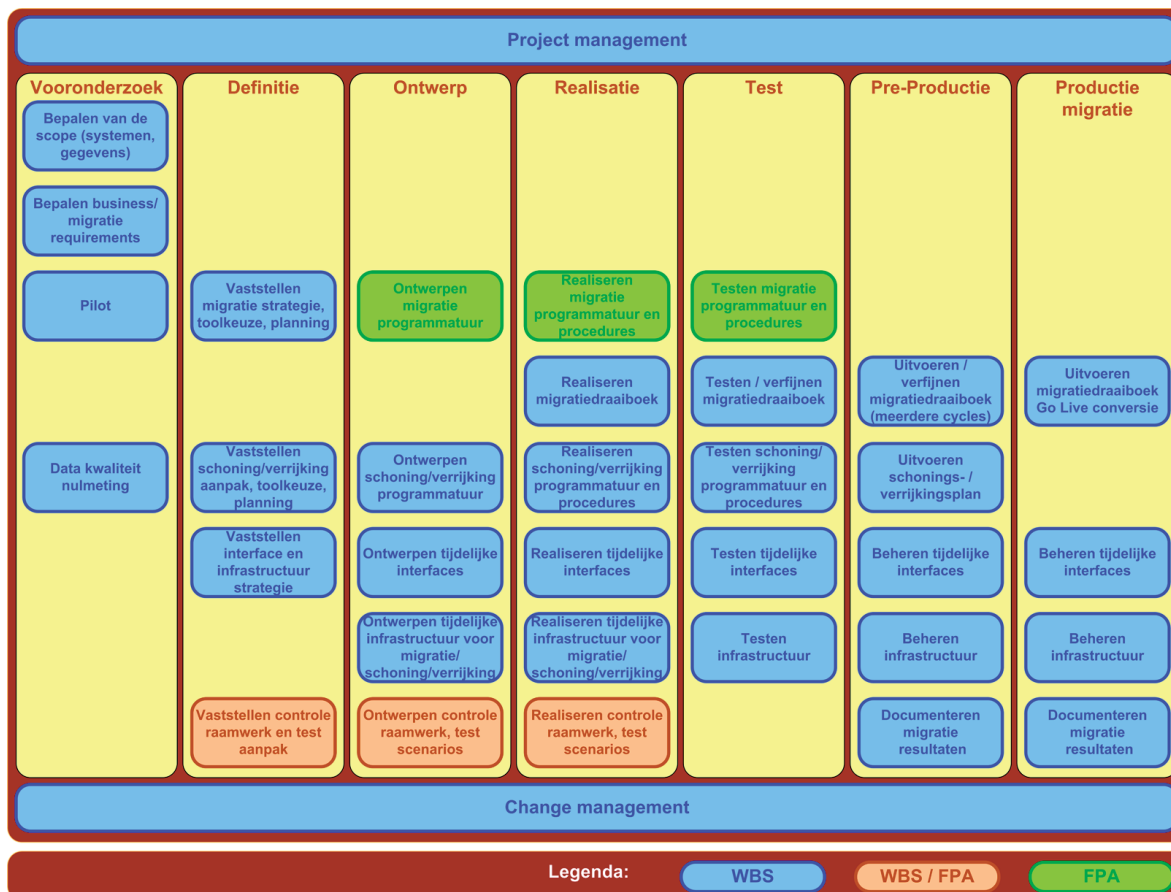 Project management
Vooronderzoek
Bepalen van de
scope (systemen,
gegevens)
Bepalen business/
migratie
requirements
Pilot
Data kwaliteit
nulmeting
Definitie
Vaststellen
migratie strategie,
toolkeuze, planning
Vaststellen
schoning/verrijking
aanpak, toolkeuze,
planning
Vaststellen
interface en
infrastructuur
strategie
Vaststellen controle
raamwerk en test
aanpak
Ontwerp
Ontwerpen
migratie
programmatuur
Ontwerpen
schoning/verrijking
programmatuur
Ontwerpen tijdelijke
interfaces
Ontwerpen tijdelijke
infrastructuur voor
migratie/
schoning/verrijking
Ontwerpen controle
raamwerk, test
scenarios
Realisatie
Realiseren
migratie
programmatuur en
procedures
Realiseren
migratiedraaiboek
Realiseren
schoning/verrijking
programmatuur en
procedures
Realiseren tijdelijke
interfaces
Realiseren tijdelijke
infrastructuur voor
migratie/
schoning/verrijking
Realiseren controle
raamwerk, test
scenarios
Test
Testen migratie
programmatuur en
procedures
Testen / verfijnen
migratiedraaiboek
Testen schoning/
verrijking
programmatuur en
procedures
Testen tijdelijke
interfaces
Testen
infrastructuur
Pre-Productie
Uitvoeren /
verfijnen
migratiedraaiboek
(meerdere cycles)
Uitvoeren
schonings- /
verrijkingsplan
Beheren tijdelijke
interfaces
Beheren
infrastructuur
Documenteren
migratie
resultaten
Productie
migratie
Uitvoeren
migratiedraaiboek
Go Live conversie
Beheren tijdelijke
interfaces
Beheren
infrastructuur
Documenteren
migratie
resultaten
Change management
Legenda:
WBS
WBS / FPA
FPA